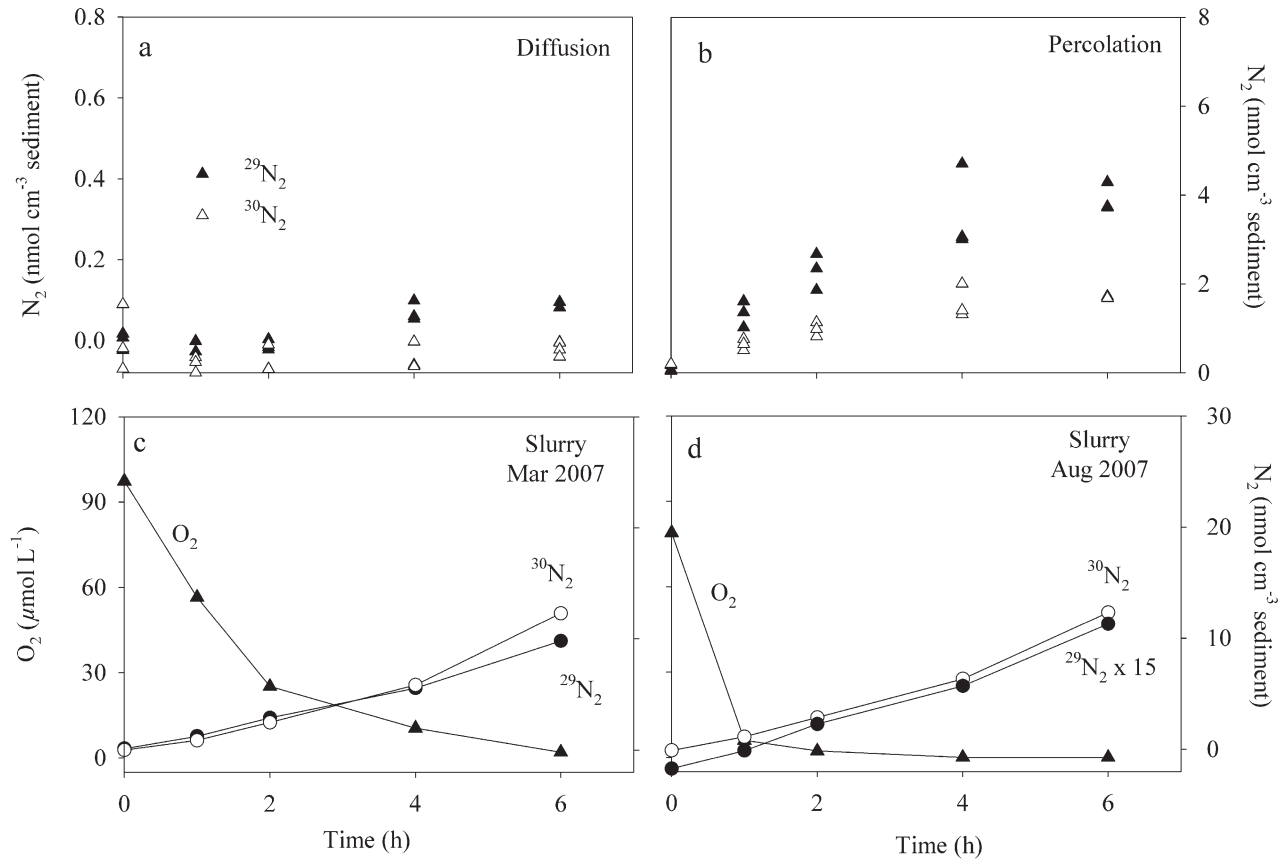 a
Diffusion
0.8
0.6
0.4
0.2
0.0
N₂ (nmol cm⁻³ sediment)
²⁹N₂
³⁰N₂
b
Percolation
8
6
4
2
0
N₂ (nmol cm⁻³ sediment)
c
Slurry
Mar 2007
120
90
60
30
0
O₂ (µmol L⁻¹)
O₂
³⁰N₂
²⁹N₂
0 2 4 6
Time (h)
d
Slurry
Aug 2007
30
20
10
0
N₂ (nmol cm⁻³ sediment)
O₂
³⁰N₂
²⁹N₂ x 15
0 2 4 6
Time (h)